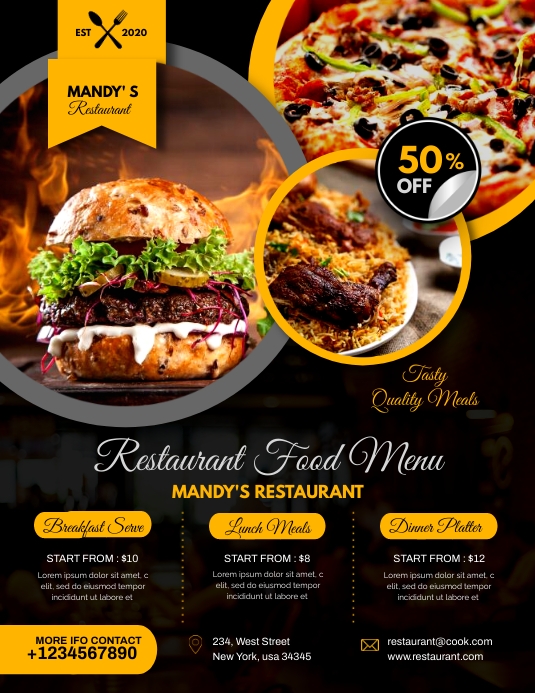 EST 2020
MANDY' S
Restaurant
50%
OFF
Tasty
Quality Meals
Restaurant Food Menu
MANDY'S RESTAURANT
Breakfast Serve
START FROM : $10
Lorem ipsum dolor sit amet, c
elit, sed do eiusmod tempor
incididunt ut labore et
Lunch Meals
START FROM : $8
Lorem ipsum dolor sit amet, c
elit, sed do eiusmod tempor
incididunt ut labore et
Dinner Platter
START FROM : $12
Lorem ipsum dolor sit amet, c
elit, sed do eiusmod tempor
incididunt ut labore et
MORE IFO CONTACT
+1234567890
234, West Street
New York, usa 34345
restaurant@cook.com
www.restaurant.com